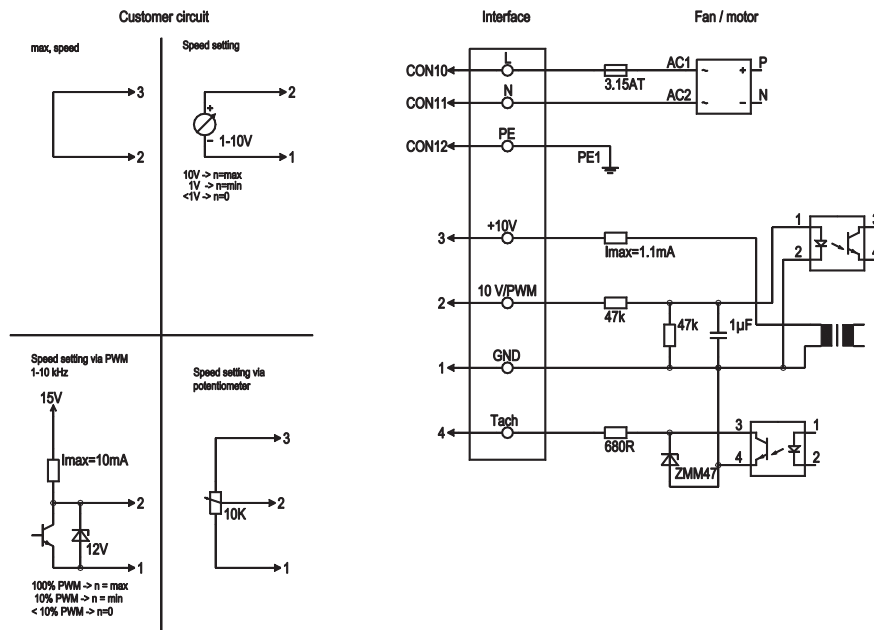 Customer circuit
max, speed
3
2
Speed setting
+
−
1-10V
2
1
10V -> n=max
1V -> n=min
<1V -> n=0
Speed setting via PWM
1-10 kHz
15V
Imax=10mA
2
12V
1
100% PWM -> n = max
10% PWM -> n = min
< 10% PWM -> n=0
Speed setting via
potentiometer
3
2
10K
1
Interface
Fan / motor
CON10
L
3.15AT
AC1
~
+
P
CON11
N
AC2
~
−
N
CON12
PE
PE1
3
+10V
Imax=1.1mA
1
2
3
4
2
10 V/PWM
47k
47k
1µF
1
GND
4
Tach
680R
ZMM47
3
4
1
2